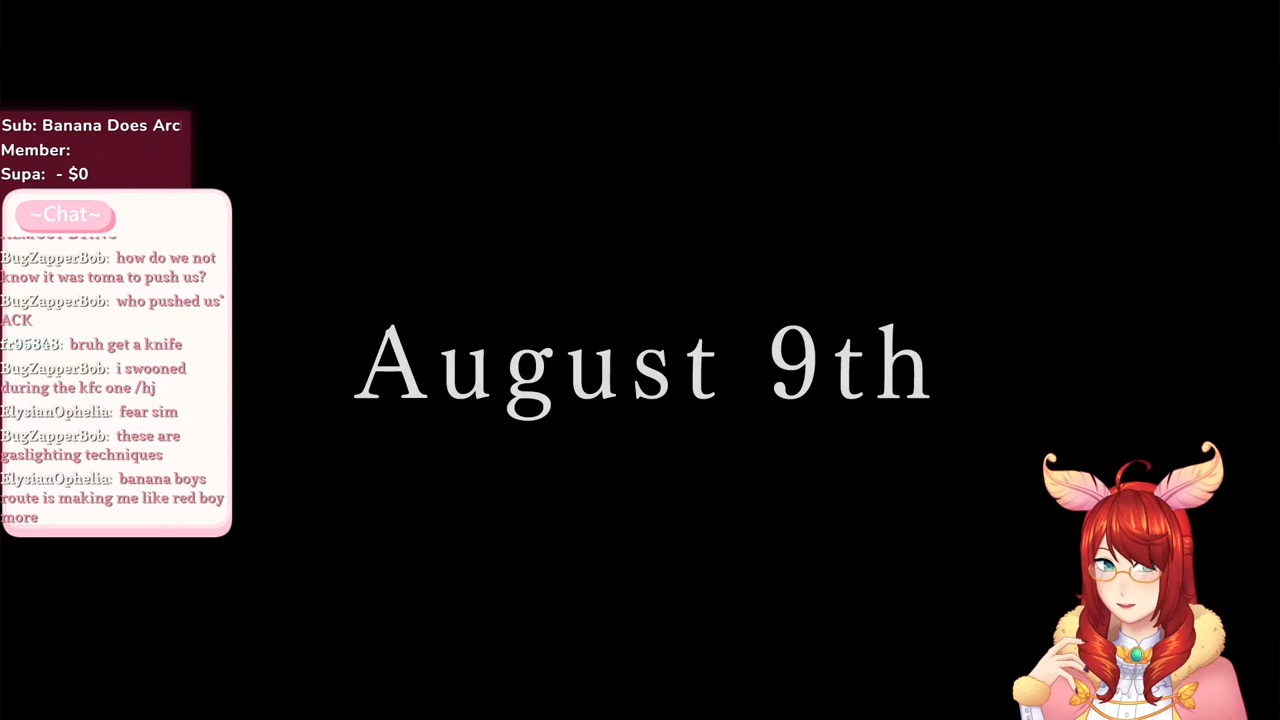 Sub: Banana Does Arc
Member:
Supa: - $0
~Chat~
BugZapperBob: how do we not
know it was toma to push us?
BugZapperBob: who pushed us*
ACK
fr95848: bruh get a knife
BugZapperBob: i swooned
during the kfc one /hj
ElysianOphelia: fear sim
BugZapperBob: these are
gaslighting techniques
ElysianOphelia: banana boys
route is making me like red boy
more
August 9th